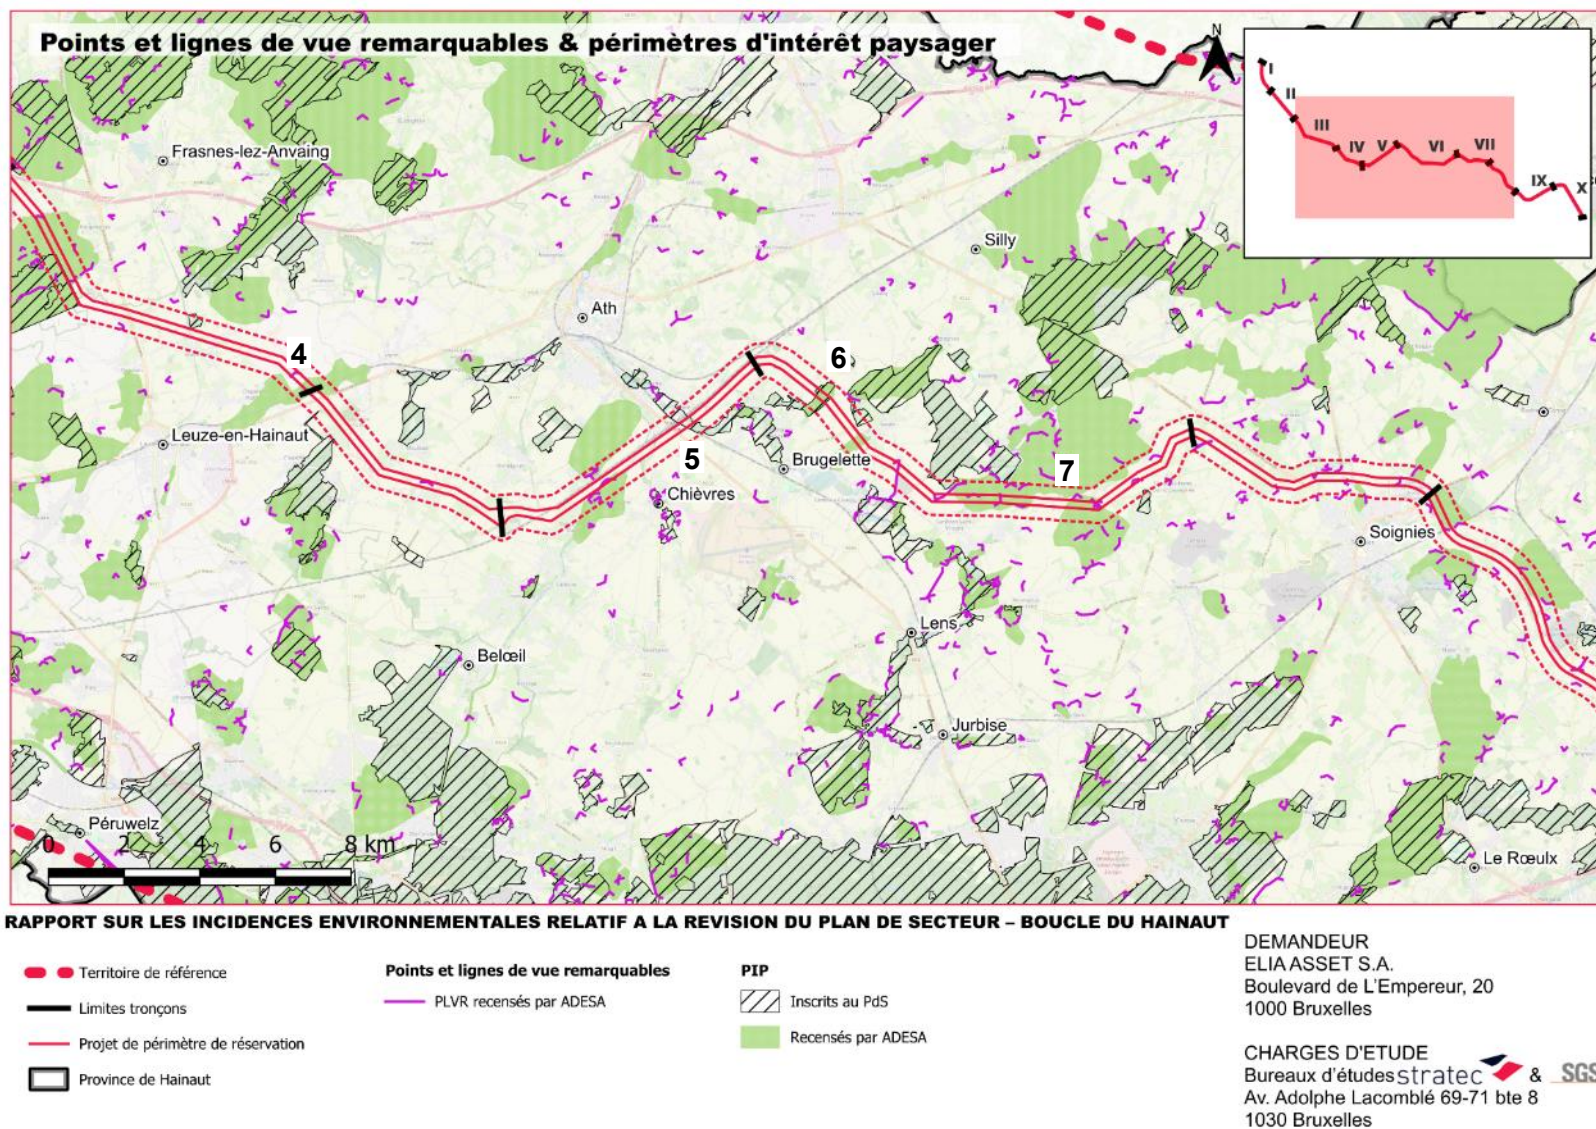 Points et lignes de vue remarquables & périmètres d'intérêt paysager
N
I
II
III
IV
V
VI
VII
IX
X
Frasnes-lez-Anvaing
Silly
Ath
4
6
Leuze-en-Hainaut
5
Brugelette
7
Chièvres
Soignies
Lens
Belœil
Jurbise
Péruwelz
0 2 4 6 8 km
Le Rœulx
RAPPORT SUR LES INCIDENCES ENVIRONNEMENTALES RELATIF A LA REVISION DU PLAN DE SECTEUR – BOUCLE DU HAINAUT
Territoire de référence
Limites tronçons
Projet de périmètre de réservation
Province de Hainaut
Points et lignes de vue remarquables
PLVR recensés par ADESA
PIP
Inscrits au PdS
Recensés par ADESA
DEMANDEUR
ELIA ASSET S.A.
Boulevard de L'Empereur, 20
1000 Bruxelles
CHARGES D'ETUDE
Bureaux d'études stratec & SGS
Av. Adolphe Lacomblé 69-71 bte 8
1030 Bruxelles